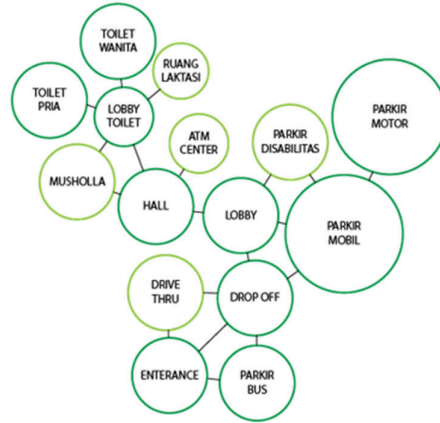 TOILET
WANITA
RUANG
LAKTASI
TOILET
PRIA
LOBBY
TOILET
ATM
CENTER
PARKIR
DISABILITAS
PARKIR
MOTOR
MUSHOLLA
HALL
LOBBY
PARKIR
MOBIL
DRIVE
THRU
DROP OFF
ENTERANCE
PARKIR
BUS